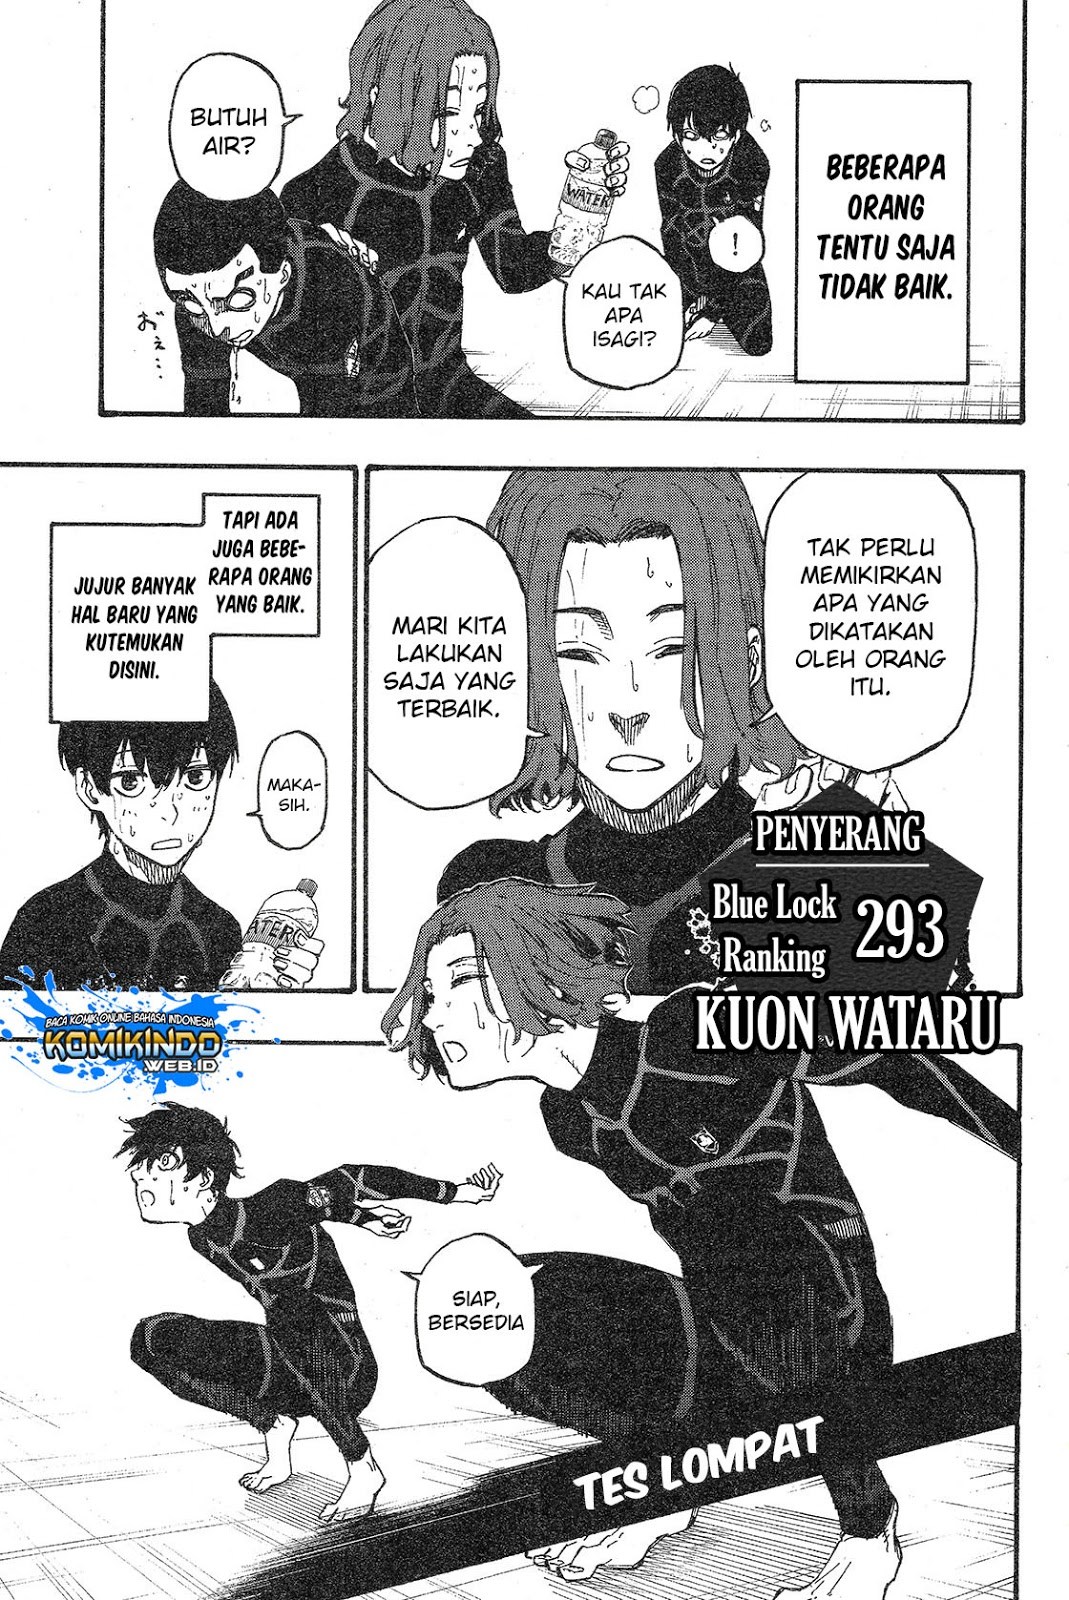 BEBERAPA
ORANG
TENTU SAJA
TIDAK BAIK.
!
WATER
BUTUH
AIR?
KAU TAK
APA
ISAGI?
おぇ…
TAK PERLU
MEMIKIRKAN
APA YANG
DIKATAKAN
OLEH ORANG
ITU.
MARI KITA
LAKUKAN
SAJA YANG
TERBAIK.
PENYERANG
Blue Lock
Ranking
293
KUON WATARU
TAPI ADA
JUGA BEBE-
RAPA ORANG
YANG BAIK.
JUJUR BANYAK
HAL BARU YANG
KUTEMUKAN
DISINI.
MAKA-
SIH.
WATER
BACA KOMIK ONLINE BAHASA INDONESIA
KOMIKINDO
WEB.ID
SIAP,
BERSEDIA
TES LOMPAT